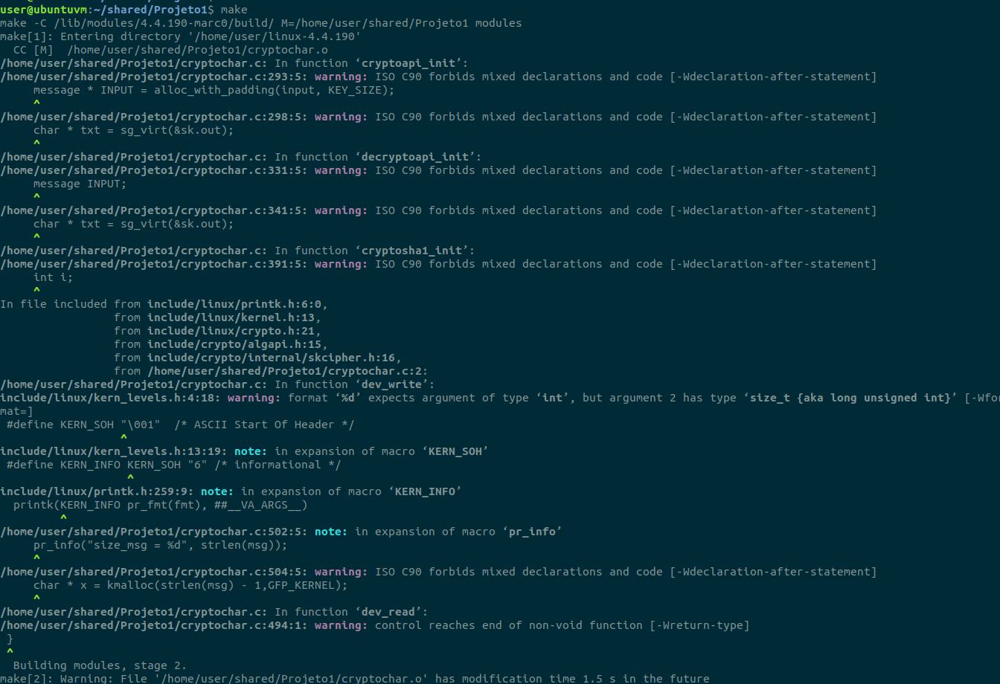 user@ubuntuvm:~/shared/Projeto1$ make
make -C /lib/modules/4.4.190-marc0/build/ M=/home/user/shared/Projeto1 modules
make[1]: Entering directory '/home/user/linux-4.4.190'
  CC [M]  /home/user/shared/Projeto1/cryptochar.o
/home/user/shared/Projeto1/cryptochar.c: In function ‘cryptoapi_init’:
/home/user/shared/Projeto1/cryptochar.c:293:5: warning: ISO C90 forbids mixed declarations and code [-Wdeclaration-after-statement]
     message * INPUT = alloc_with_padding(input, KEY_SIZE);
     ^
/home/user/shared/Projeto1/cryptochar.c:298:5: warning: ISO C90 forbids mixed declarations and code [-Wdeclaration-after-statement]
     char * txt = sg_virt(&sk.out);
     ^
/home/user/shared/Projeto1/cryptochar.c: In function ‘decryptoapi_init’:
/home/user/shared/Projeto1/cryptochar.c:331:5: warning: ISO C90 forbids mixed declarations and code [-Wdeclaration-after-statement]
     message INPUT;
     ^
/home/user/shared/Projeto1/cryptochar.c:341:5: warning: ISO C90 forbids mixed declarations and code [-Wdeclaration-after-statement]
     char * txt = sg_virt(&sk.out);
     ^
/home/user/shared/Projeto1/cryptochar.c: In function ‘cryptosha1_init’:
/home/user/shared/Projeto1/cryptochar.c:391:5: warning: ISO C90 forbids mixed declarations and code [-Wdeclaration-after-statement]
     int i;
     ^
In file included from include/linux/printk.h:6:0,
                 from include/linux/kernel.h:13,
                 from include/linux/crypto.h:21,
                 from include/crypto/algapi.h:15,
                 from include/crypto/internal/skcipher.h:16,
                 from /home/user/shared/Projeto1/cryptochar.c:2:
/home/user/shared/Projeto1/cryptochar.c: In function ‘dev_write’:
include/linux/kern_levels.h:4:18: warning: format ‘%d’ expects argument of type ‘int’, but argument 2 has type ‘size_t {aka long unsigned int}’ [-Wfor
mat=]
 #define KERN_SOH "\001"  /* ASCII Start Of Header */
                  ^
include/linux/kern_levels.h:13:19: note: in expansion of macro ‘KERN_SOH’
 #define KERN_INFO KERN_SOH "6" /* informational */
                   ^
include/linux/printk.h:259:9: note: in expansion of macro ‘KERN_INFO’
  printk(KERN_INFO pr_fmt(fmt), ##__VA_ARGS__)
         ^
/home/user/shared/Projeto1/cryptochar.c:502:5: note: in expansion of macro ‘pr_info’
     pr_info("size_msg = %d", strlen(msg));
     ^
/home/user/shared/Projeto1/cryptochar.c:504:5: warning: ISO C90 forbids mixed declarations and code [-Wdeclaration-after-statement]
     char * x = kmalloc(strlen(msg) - 1,GFP_KERNEL);
     ^
/home/user/shared/Projeto1/cryptochar.c: In function ‘dev_read’:
/home/user/shared/Projeto1/cryptochar.c:494:1: warning: control reaches end of non-void function [-Wreturn-type]
 }
 ^
  Building modules, stage 2.
make[2]: Warning: File '/home/user/shared/Projeto1/cryptochar.o' has modification time 1.5 s in the future